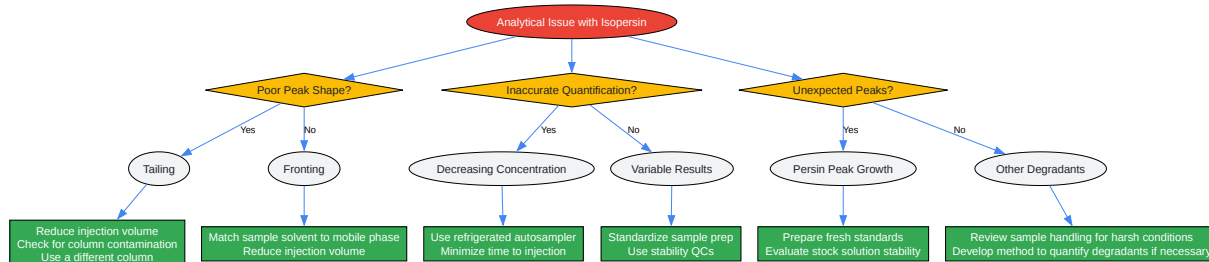 Analytical Issue with Isopersin
Poor Peak Shape?
Inaccurate Quantification?
Unexpected Peaks?
Yes
No
Yes
No
Yes
No
Tailing
Fronting
Decreasing Concentration
Variable Results
Persin Peak Growth
Other Degradants
Reduce injection volume
Check for column contamination
Use a different column
Match sample solvent to mobile phase
Reduce injection volume
Use refrigerated autosampler
Minimize time to injection
Standardize sample prep
Use stability QCs
Prepare fresh standards
Evaluate stock solution stability
Review sample handling for harsh conditions
Develop method to quantify degradants if necessary